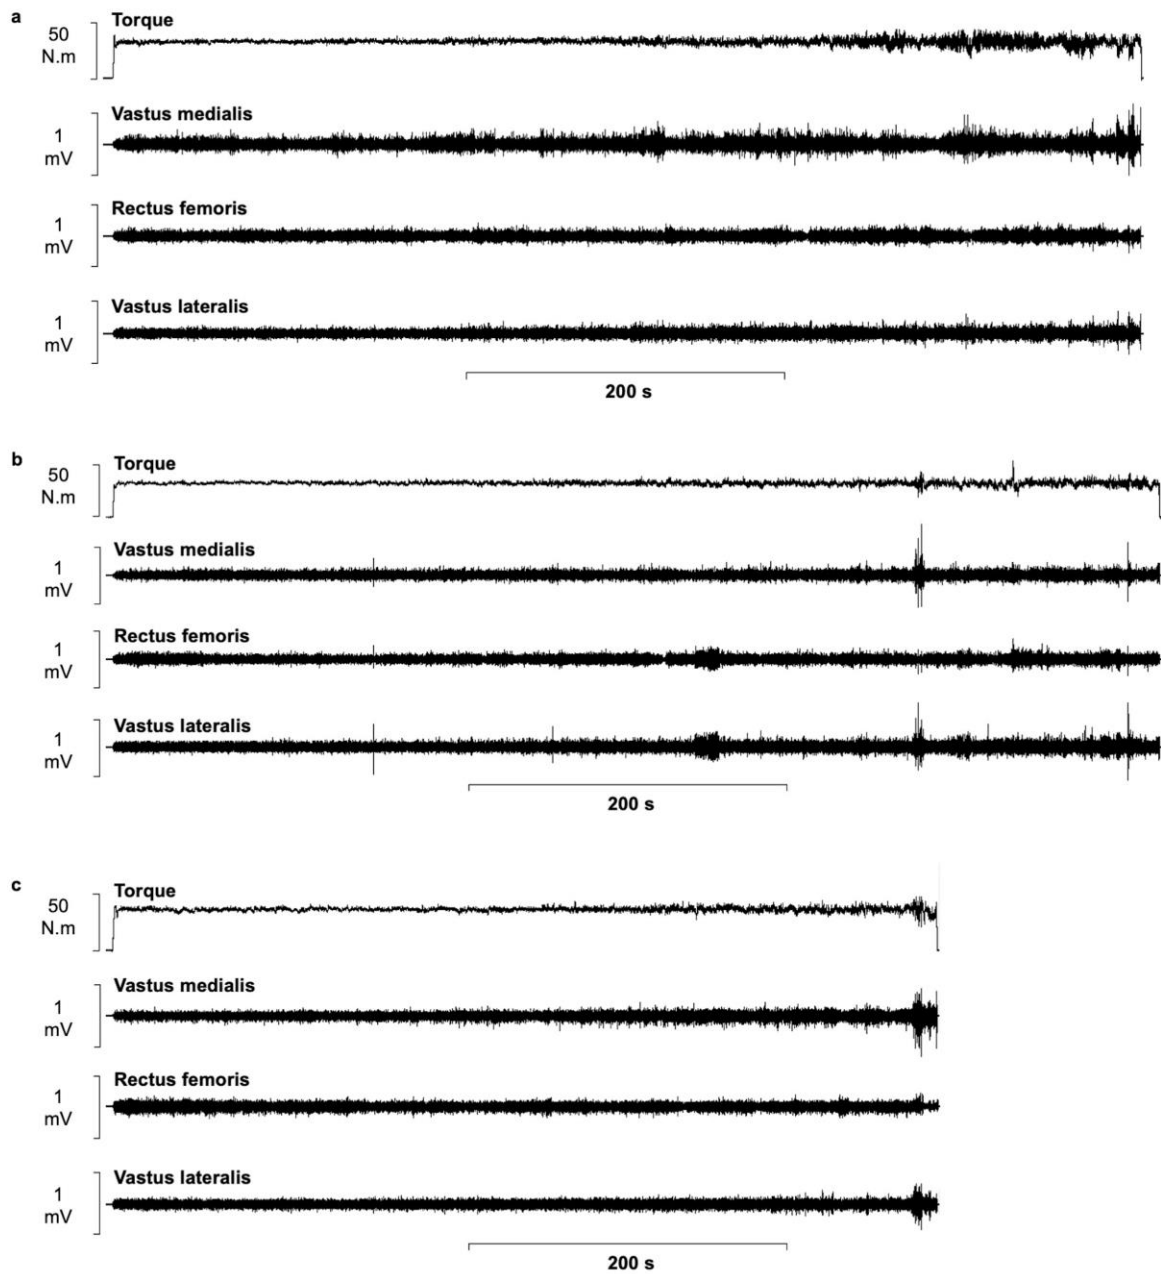 a
Torque
50
N.m
Vastus medialis
1
mV
Rectus femoris
1
mV
Vastus lateralis
1
mV
200 s
b
Torque
50
N.m
Vastus medialis
1
mV
Rectus femoris
1
mV
Vastus lateralis
1
mV
200 s
c
Torque
50
N.m
Vastus medialis
1
mV
Rectus femoris
1
mV
Vastus lateralis
1
mV
200 s